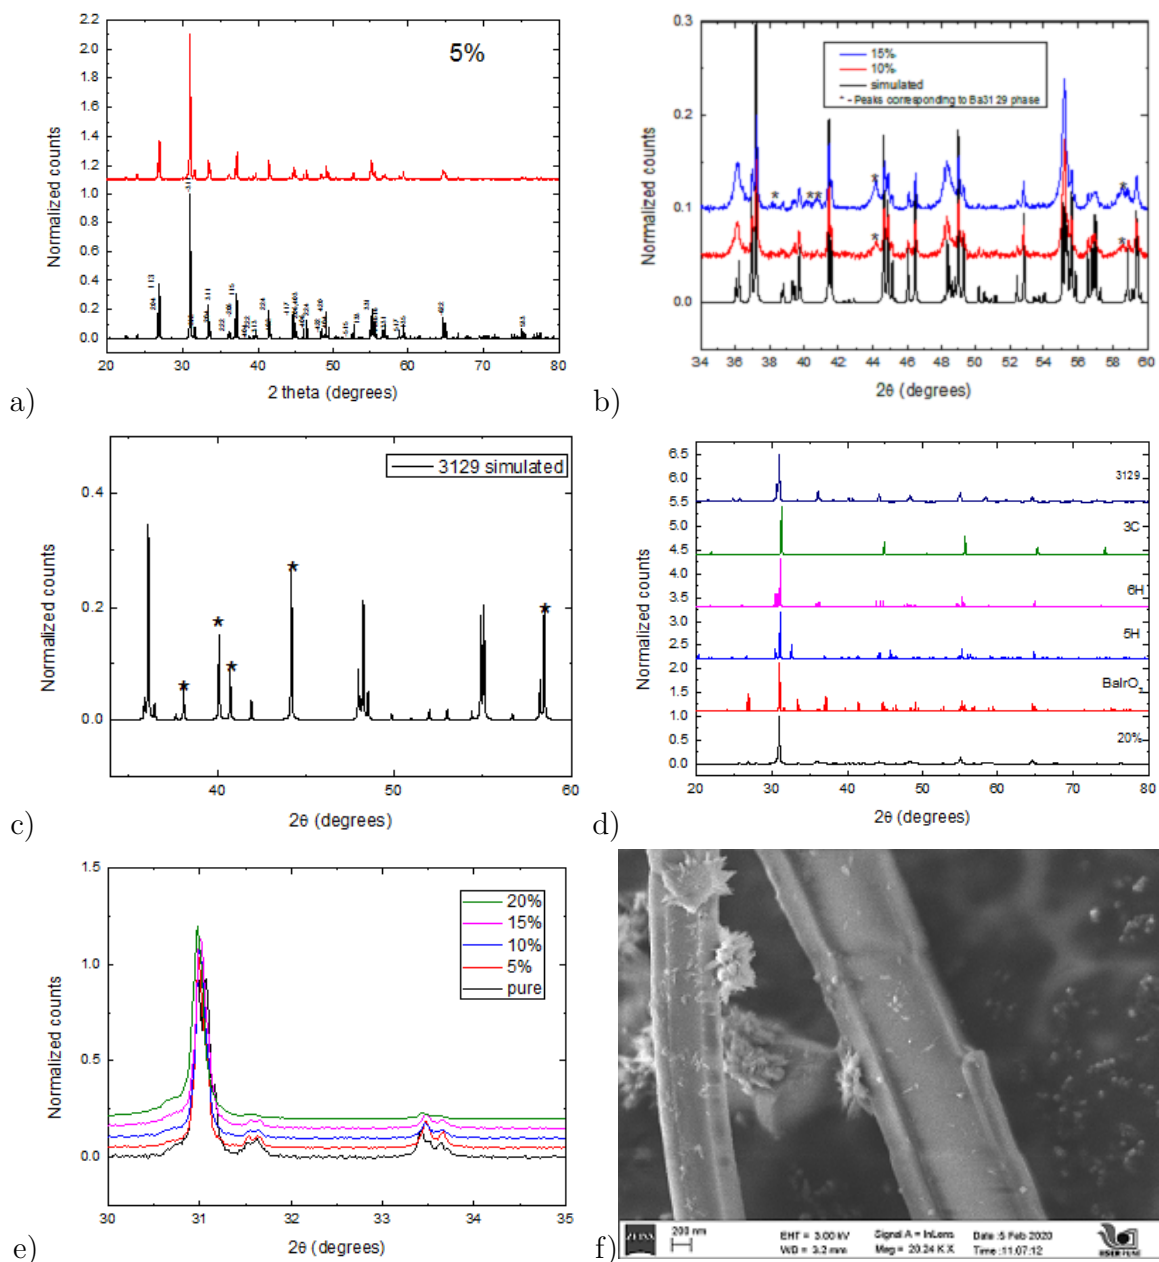 5%
Normalized counts
2.2
2.0
1.8
1.6
1.4
1.2
1.0
0.8
0.6
0.4
0.2
0.0
20 30 40 50 60 70 80
2 theta (degrees)
a)
15%
10%
simulated
* - Peaks corresponding to Ba3129 phase
Normalized counts
0.3
0.2
0.1
0.0
34 36 38 40 42 44 46 48 50 52 54 56 58 60
2θ (degrees)
b)
3129 simulated
Normalized counts
0.4
0.2
0.0
40 50 60
2θ (degrees)
c)
Normalized counts
6.5
6.0
5.5
5.0
4.5
4.0
3.5
3.0
2.5
2.0
1.5
1.0
0.5
0.0
3129
3C
6H
5H
BaIrO3
20%
20 30 40 50 60 70 80
2θ (degrees)
d)
20%
15%
10%
5%
pure
Normalized counts
1.5
1.0
0.5
0.0
30 31 32 33 34 35
2θ (degrees)
e)
ZEISS
200 nm
EHT = 3.00 kV Signal A = InLens Date :5 Feb 2020
WD = 3.2 mm Mag = 20.24 K X Time :11:07:12
IISER PUNE
f)